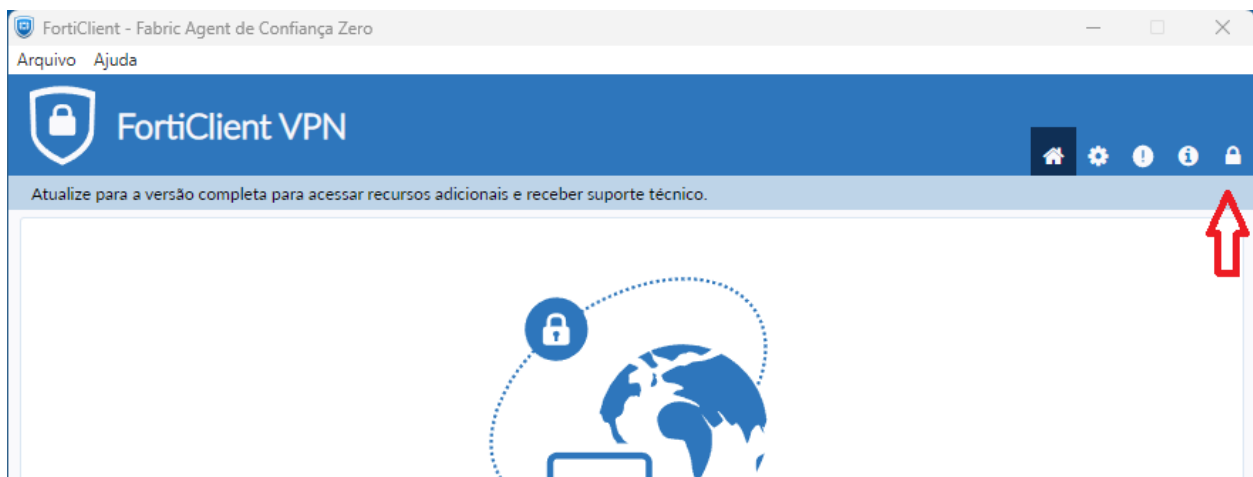 FortiClient - Fabric Agent de Confiança Zero
Arquivo Ajuda
FortiClient VPN
Atualize para a versão completa para acessar recursos adicionais e receber suporte técnico.